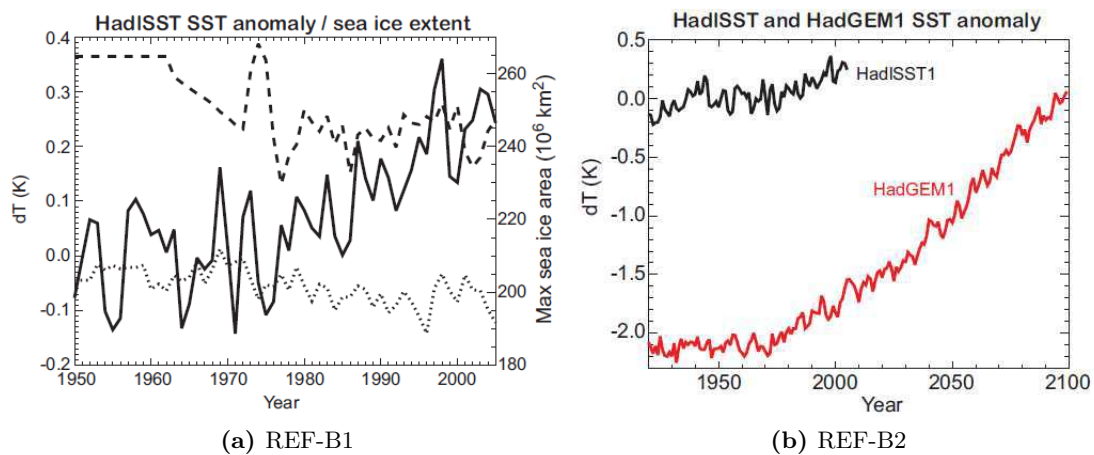 HadISST SST anomaly / sea ice extent
0.4
0.3
0.2
0.1
0.0
-0.1
-0.2
dT (K)
260
240
220
200
180
Max sea ice area (10⁶ km²)
1950 1960 1970 1980 1990 2000
Year
(a) REF-B1
HadISST and HadGEM1 SST anomaly
0.5
0.0
-0.5
-1.0
-1.5
-2.0
dT (K)
HadISST1
HadGEM1
1950 2000 2050 2100
Year
(b) REF-B2